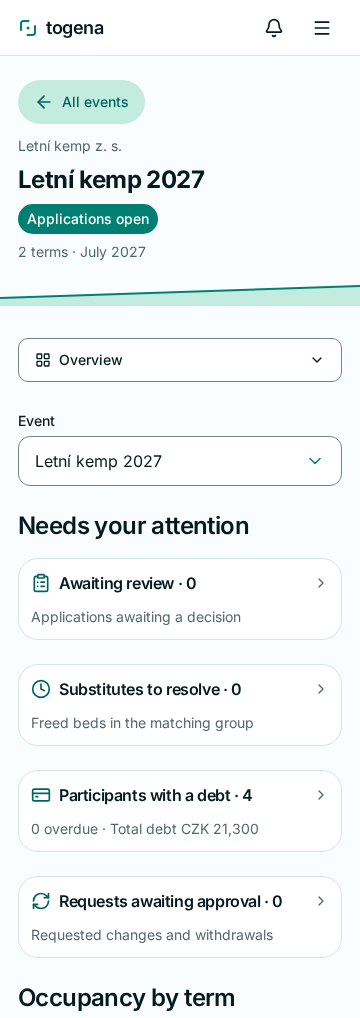 togena
All events
Letní kemp z. s.
Letní kemp 2027
Applications open
2 terms · July 2027
Overview
Event
Letní kemp 2027
Needs your attention
Awaiting review · 0
Applications awaiting a decision
Substitutes to resolve · 0
Freed beds in the matching group
Participants with a debt · 4
0 overdue · Total debt CZK 21,300
Requests awaiting approval · 0
Requested changes and withdrawals
Occupancy by term